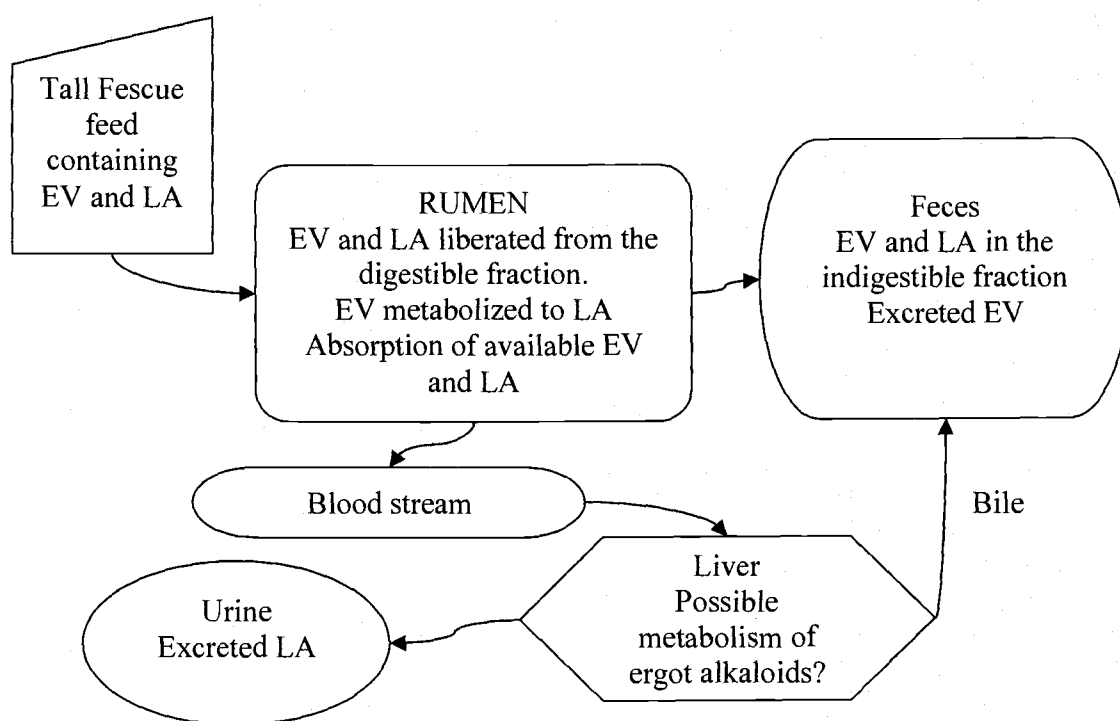 Tall Fescue
feed
containing
EV and LA
RUMEN
EV and LA liberated from the
digestible fraction.
EV metabolized to LA
Absorption of available EV
and LA
Feces
EV and LA in the
indigestible fraction
Excreted EV
Blood stream
Bile
Liver
Possible
metabolism of
ergot alkaloids?
Urine
Excreted LA